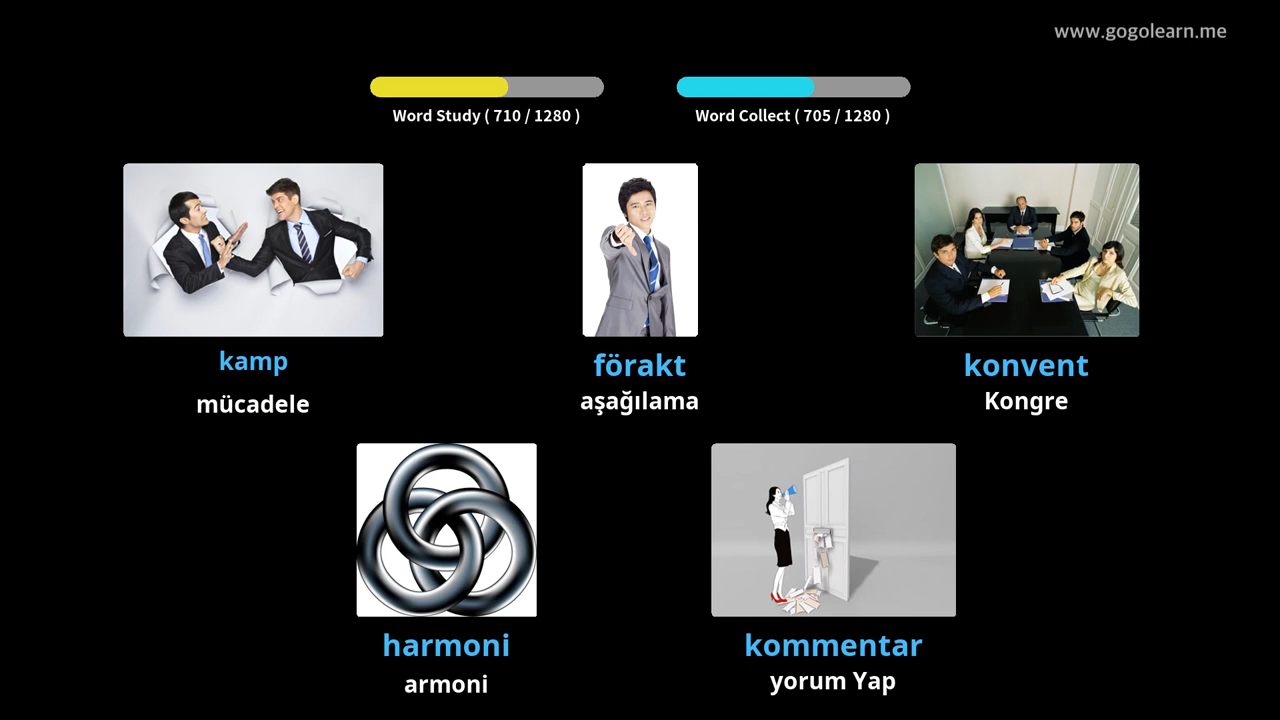 www.gogolearn.me
Word Study ( 710 / 1280 )
Word Collect ( 705 / 1280 )
kamp
mücadele
förakt
aşağılama
konvent
Kongre
harmoni
armoni
kommentar
yorum Yap